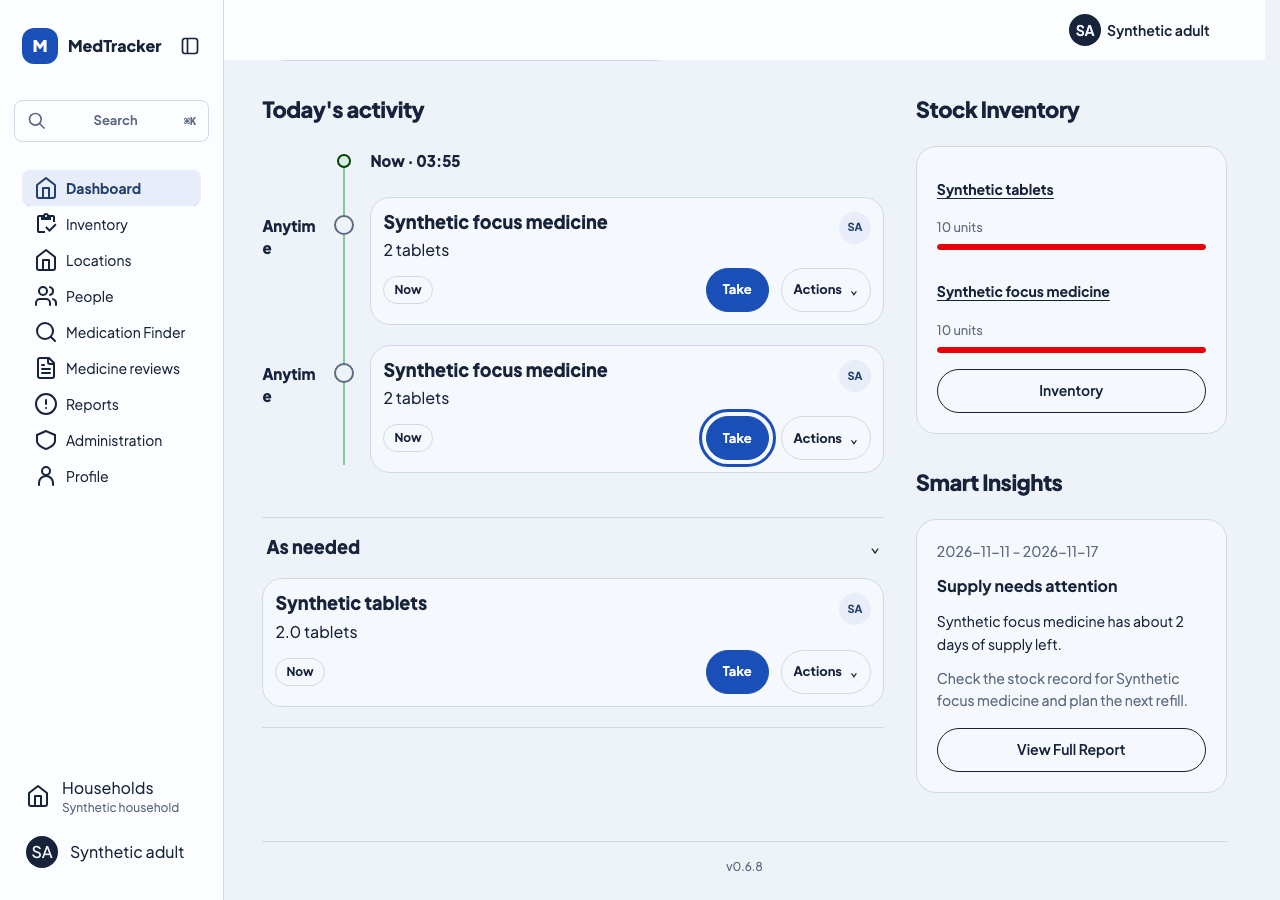 M MedTracker
Search ⌘K
Dashboard
Inventory
Locations
People
Medication Finder
Medicine reviews
Reports
Administration
Profile
Households
Synthetic household
SA Synthetic adult
SA Synthetic adult
Today's activity
Now · 03:55
Anytim
e
Synthetic focus medicine
SA
2 tablets
Now
Take
Actions
Anytim
e
Synthetic focus medicine
SA
2 tablets
Now
Take
Actions
As needed
Synthetic tablets
SA
2.0 tablets
Now
Take
Actions
Stock Inventory
Synthetic tablets
10 units
Synthetic focus medicine
10 units
Inventory
Smart Insights
2026-11-11 – 2026-11-17
Supply needs attention
Synthetic focus medicine has about 2
days of supply left.
Check the stock record for Synthetic
focus medicine and plan the next refill.
View Full Report
v0.6.8